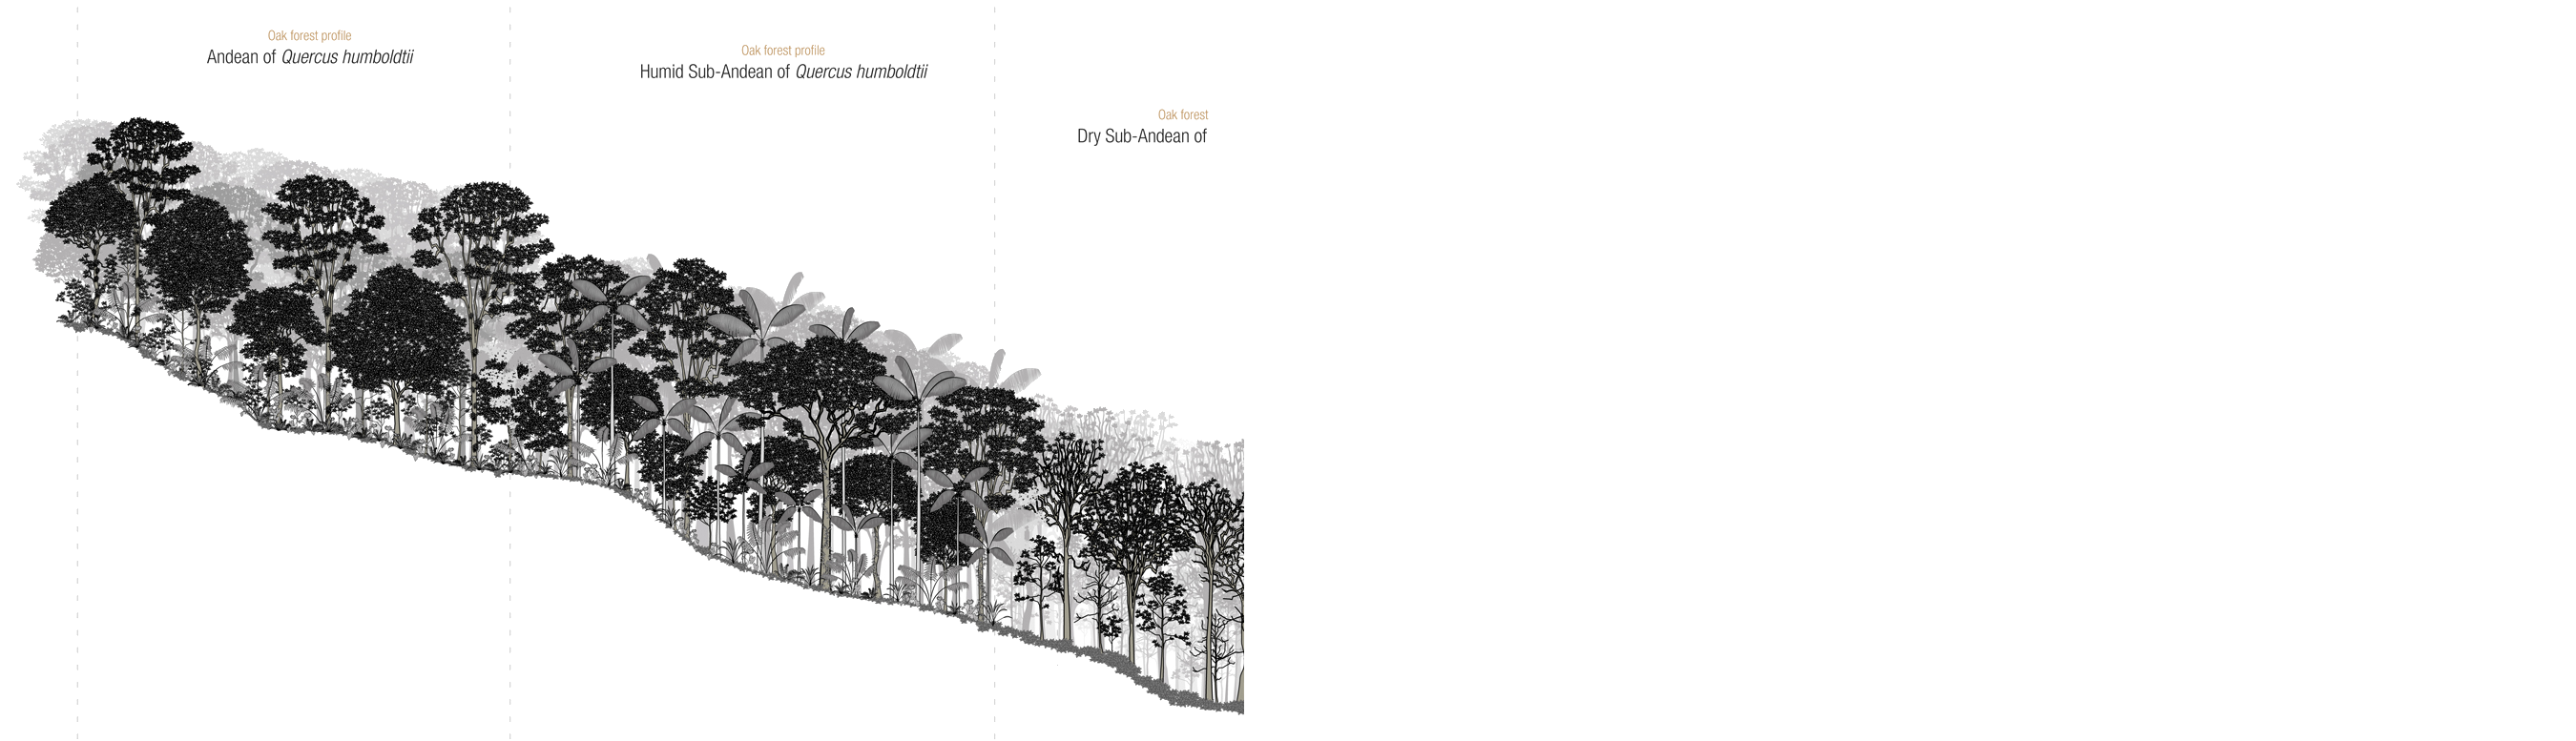 Oak forest profile
Andean of Quercus humboldtii
Oak forest profile
Humid Sub-Andean of Quercus humboldtii
Oak forest
Dry Sub-Andean of